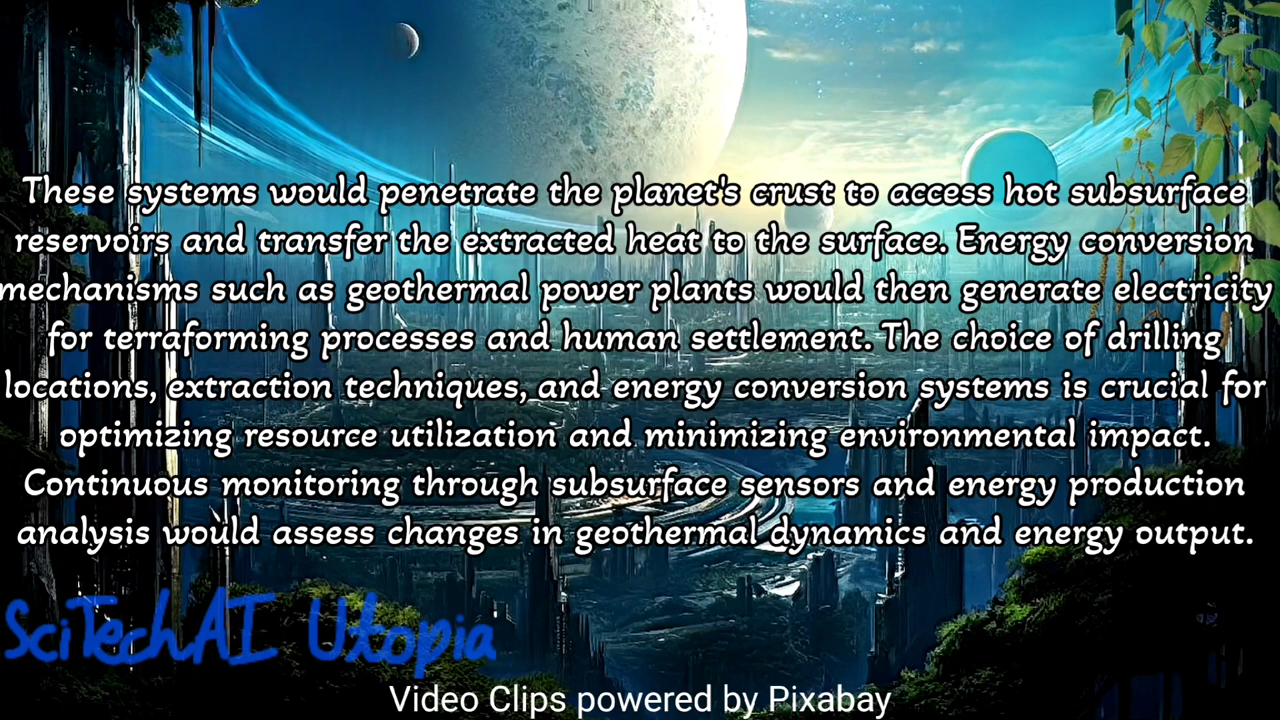 These systems would penetrate the planet's crust to access hot subsurface
reservoirs and transfer the extracted heat to the surface. Energy conversion
mechanisms such as geothermal power plants would then generate electricity
for terraforming processes and human settlement. The choice of drilling
locations, extraction techniques, and energy conversion systems is crucial for
optimizing resource utilization and minimizing environmental impact.
Continuous monitoring through subsurface sensors and energy production
analysis would assess changes in geothermal dynamics and energy output.
SciTechAI Utopia
Video Clips powered by Pixabay